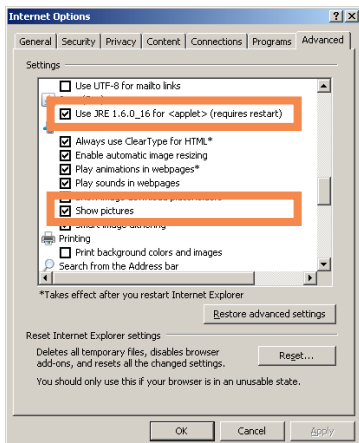 Internet Options
General Security Privacy Content Connections Programs Advanced
Settings
Use UTF-8 for mailto links
Use JRE 1.6.0_16 for <applet> (requires restart)
Always use ClearType for HTML*
Enable automatic image resizing
Play animations in webpages*
Play sounds in webpages
Show pictures
Smart image dithering
Printing
Print background colors and images
Search from the Address bar
*Takes effect after you restart Internet Explorer
Restore advanced settings
Reset Internet Explorer settings
Deletes all temporary files, disables browser
add-ons, and resets all the changed settings.
Reset...
You should only use this if your browser is in an unusable state.
OK Cancel Apply